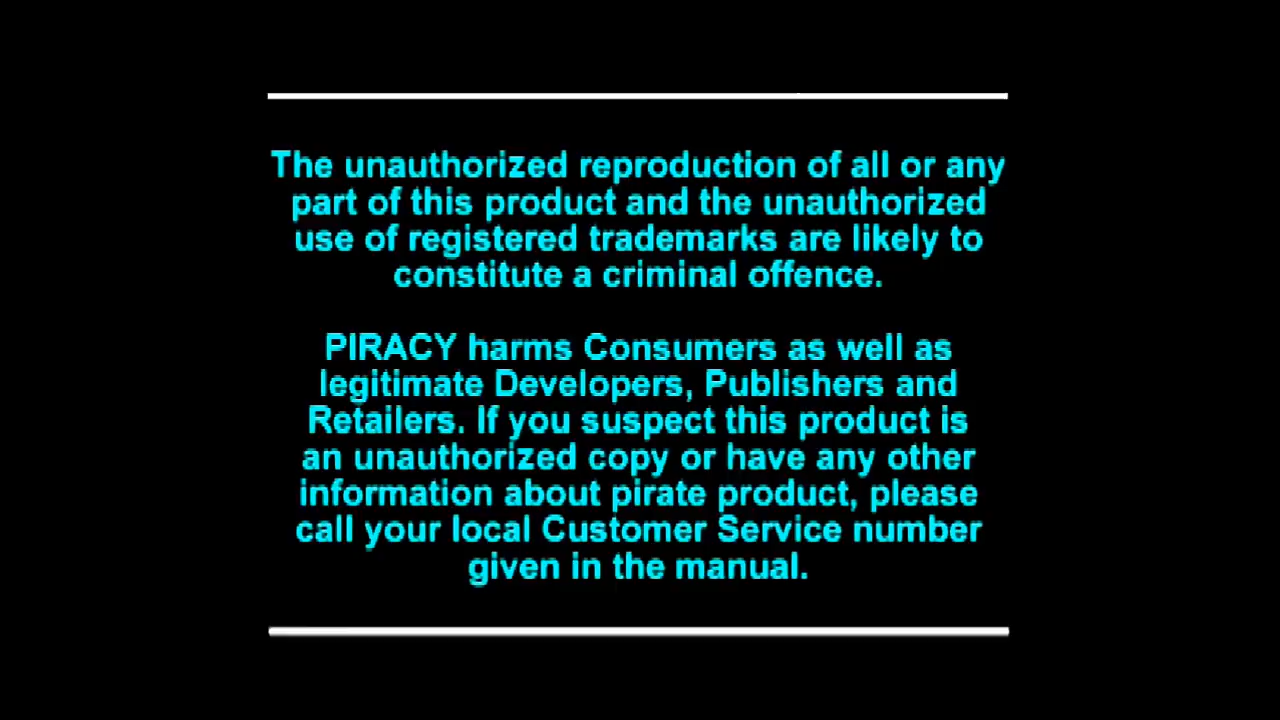 The unauthorized reproduction of all or any
part of this product and the unauthorized
use of registered trademarks are likely to
constitute a criminal offence.
PIRACY harms Consumers as well as
legitimate Developers, Publishers and
Retailers. If you suspect this product is
an unauthorized copy or have any other
information about pirate product, please
call your local Customer Service number
given in the manual.